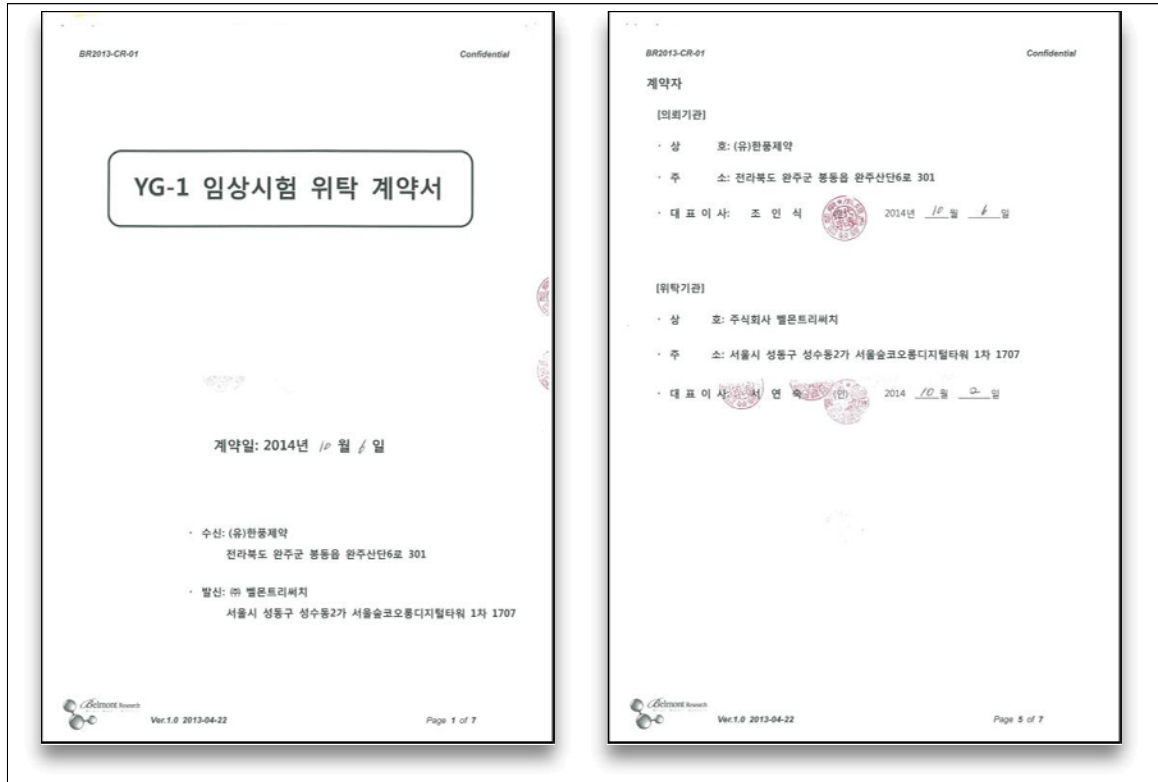 BR2013-CR-01
Confidential
YG-1 임상시험 위탁 계약서
계약일: 2014년 10 월 6 일
· 수신: (유)한풍제약
전라북도 완주군 봉동읍 완주산단6로 301
· 발신: ㈜ 벨몬트리써치
서울시 성동구 성수동2가 서울숲코오롱디지털타워 1차 1707
Belmont Research
Ver.1.0 2013-04-22
Page 1 of 7
BR2013-CR-01
Confidential
계약자
[의뢰기관]
· 상 호: (유)한풍제약
· 주 소: 전라북도 완주군 봉동읍 완주산단6로 301
· 대 표 이 사: 조 인 식 2014년 10 월 6 일
[위탁기관]
· 상 호: 주식회사 벨몬트리써치
· 주 소: 서울시 성동구 성수동2가 서울숲코오롱디지털타워 1차 1707
· 대 표 이 사: 서 연 숙 (인) 2014 10 월 2 일
Belmont Research
Ver.1.0 2013-04-22
Page 5 of 7